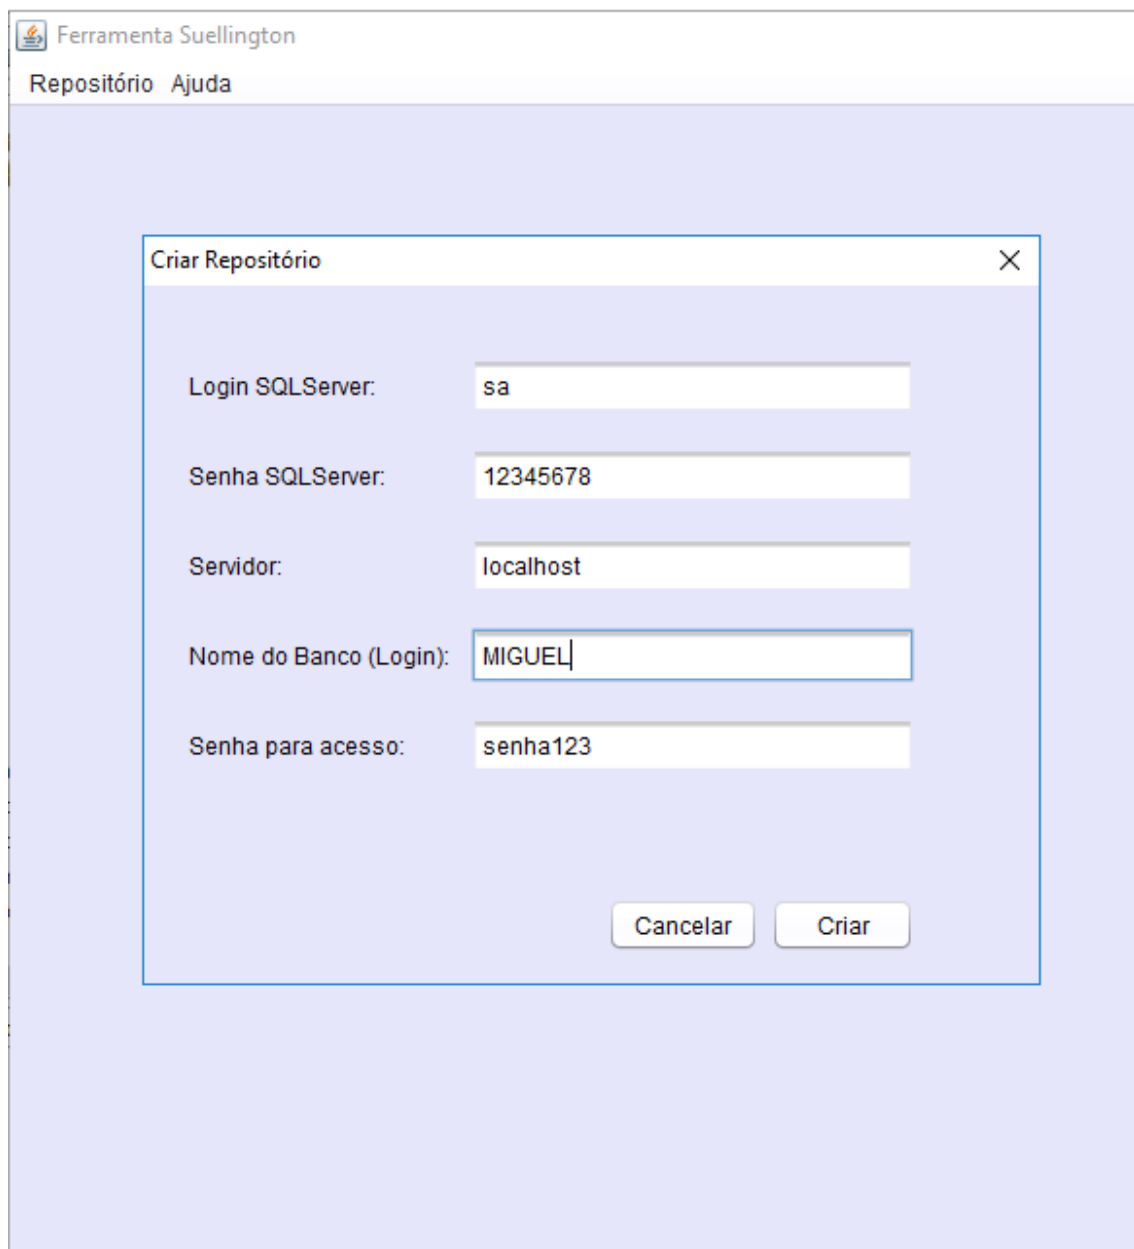 Ferramenta Suellington
Repositório Ajuda
Criar Repositório
Login SQLServer: sa
Senha SQLServer: 12345678
Servidor: localhost
Nome do Banco (Login): MIGUEL
Senha para acesso: senha123
Cancelar Criar